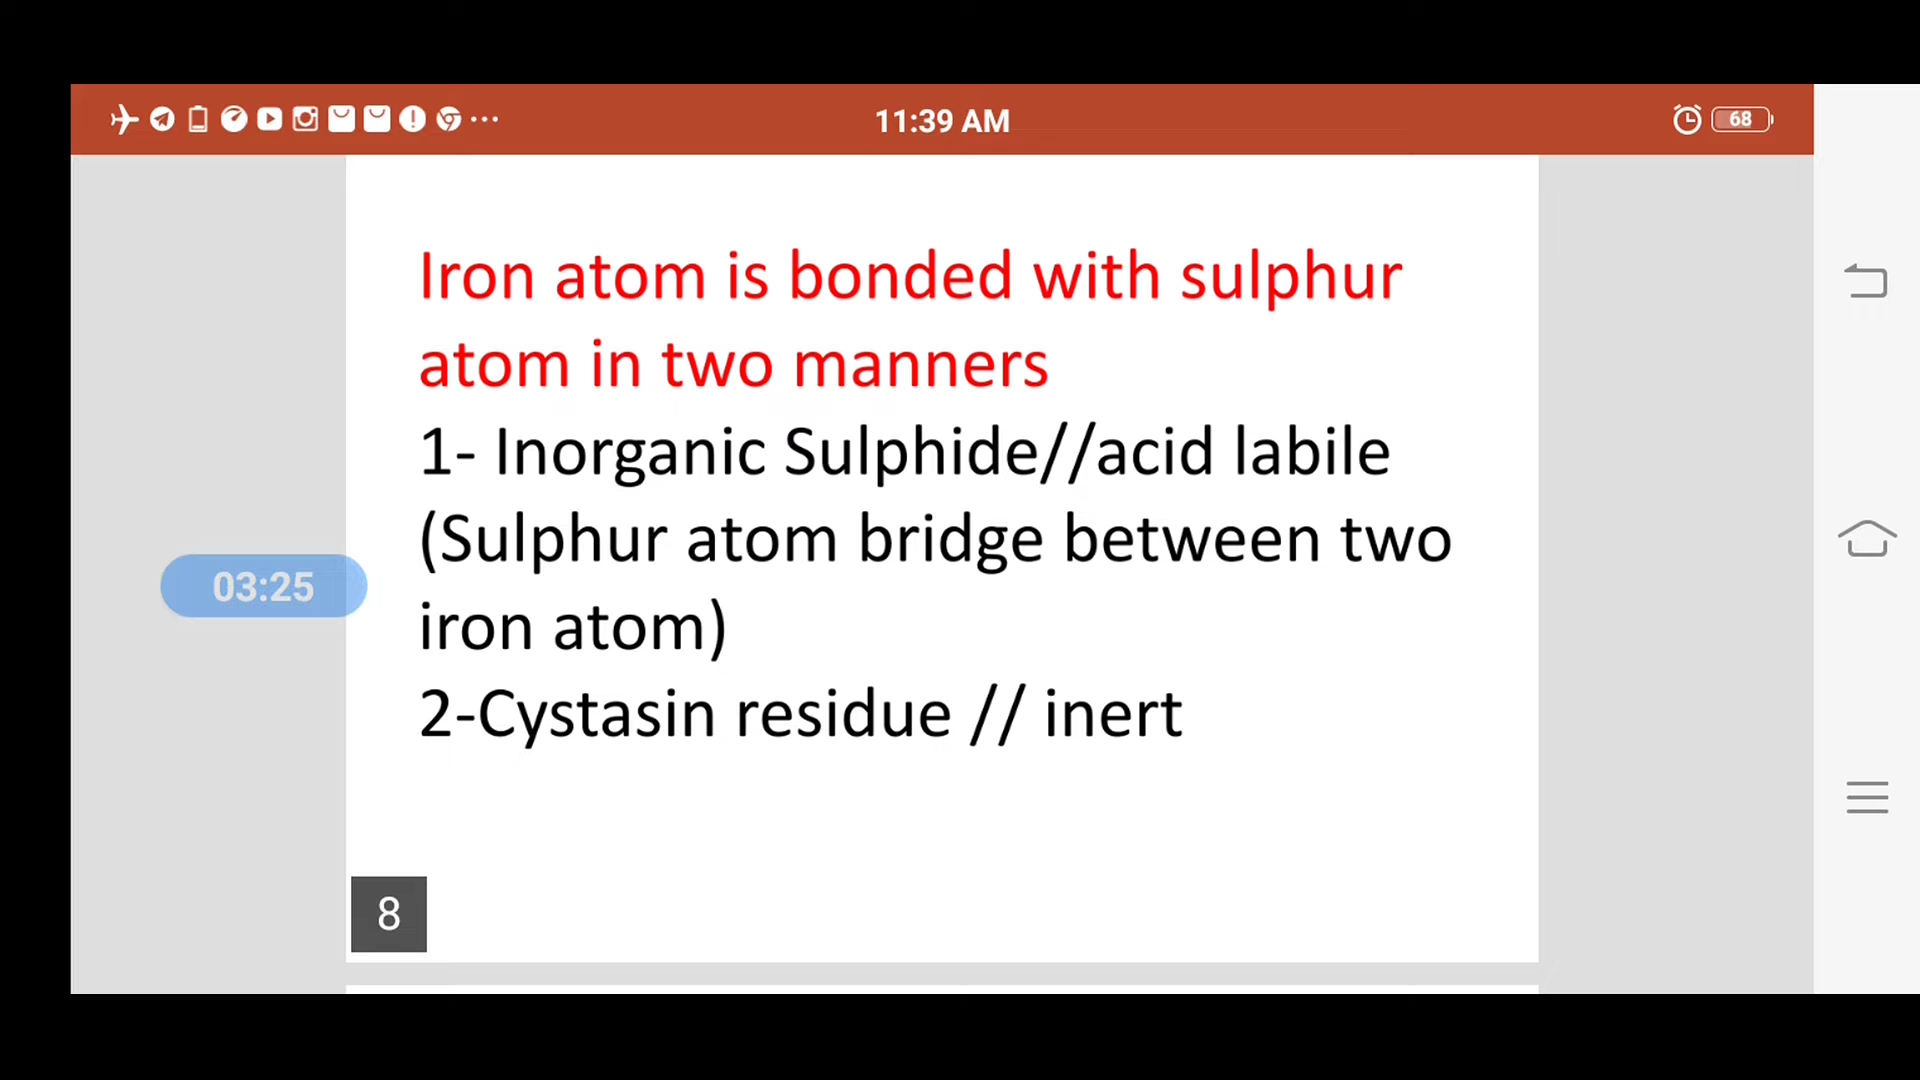 11:39 AM
68
Iron atom is bonded with sulphur
atom in two manners
1- Inorganic Sulphide//acid labile
(Sulphur atom bridge between two
iron atom)
2-Cystasin residue // inert
03:25
8